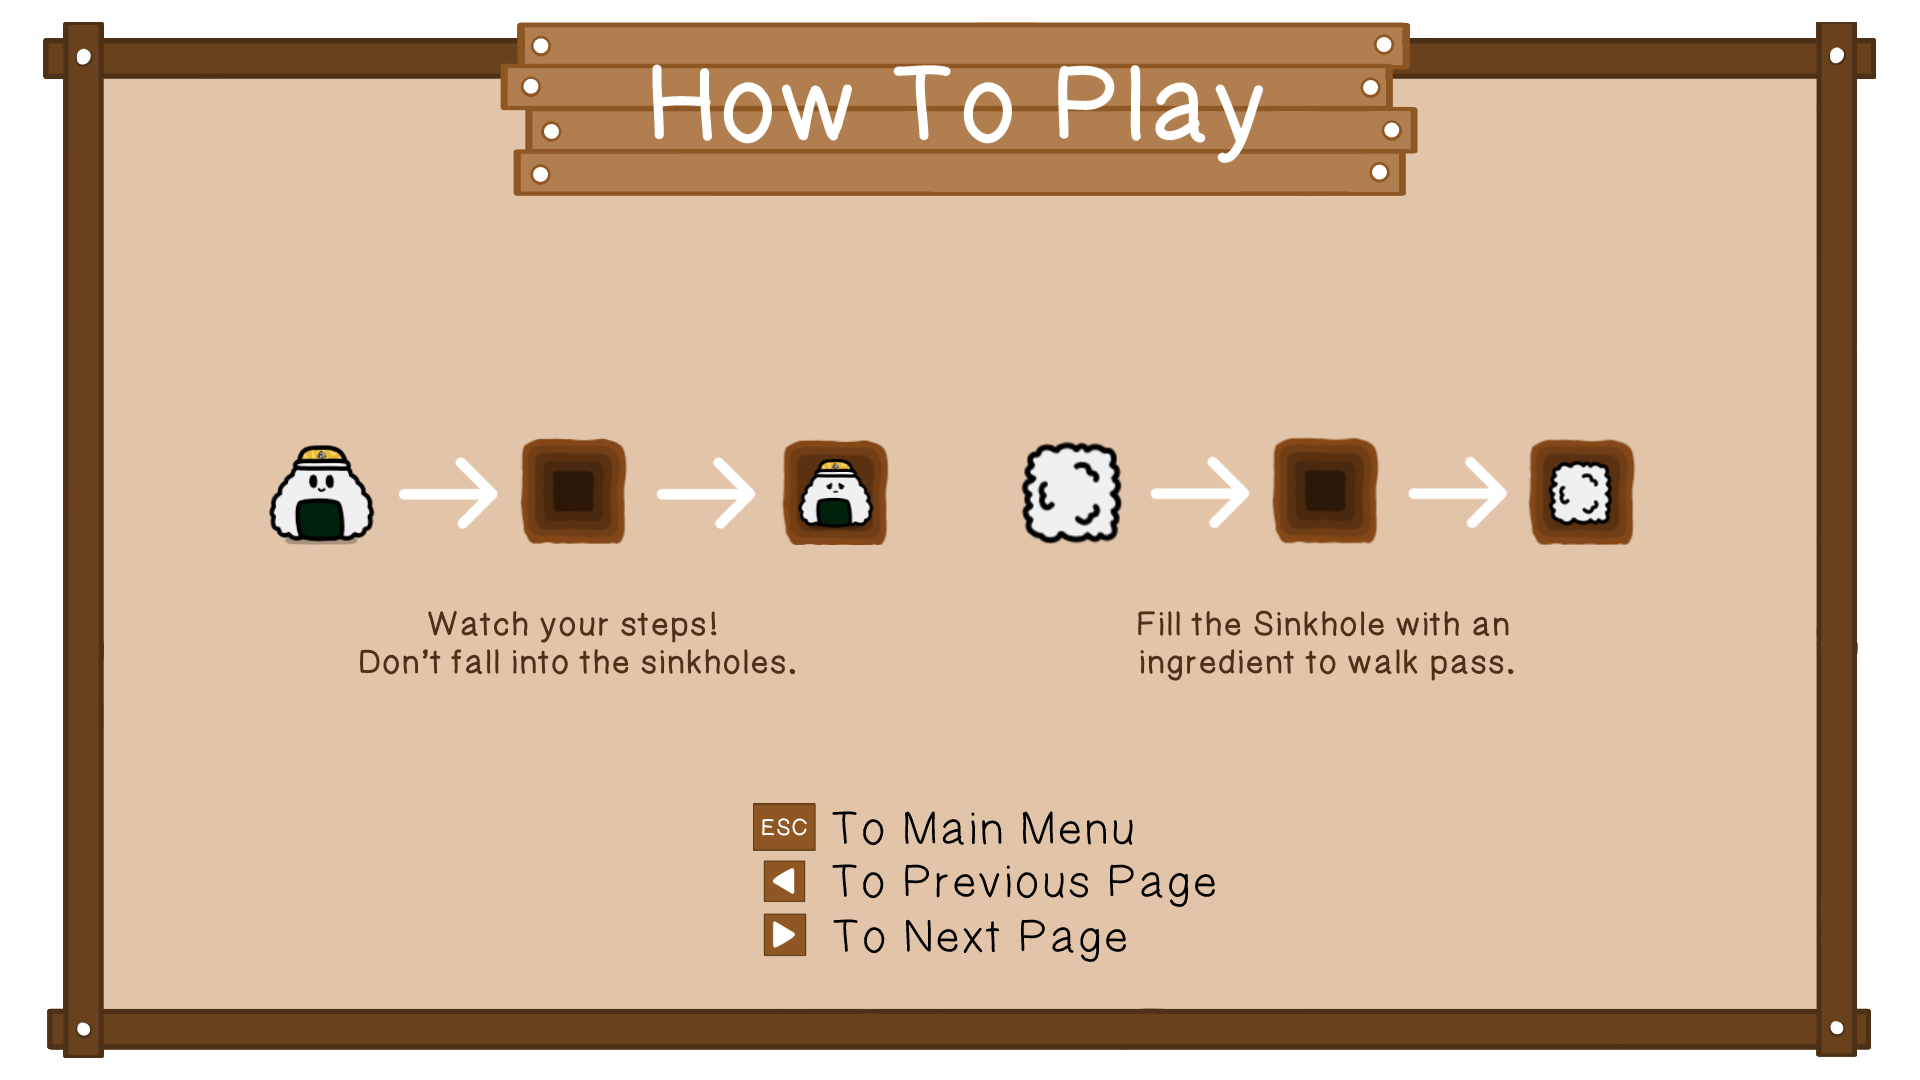 How To Play
Watch your steps!
Don't fall into the sinkholes.
Fill the Sinkhole with an
ingredient to walk pass.
ESC To Main Menu
To Previous Page
To Next Page